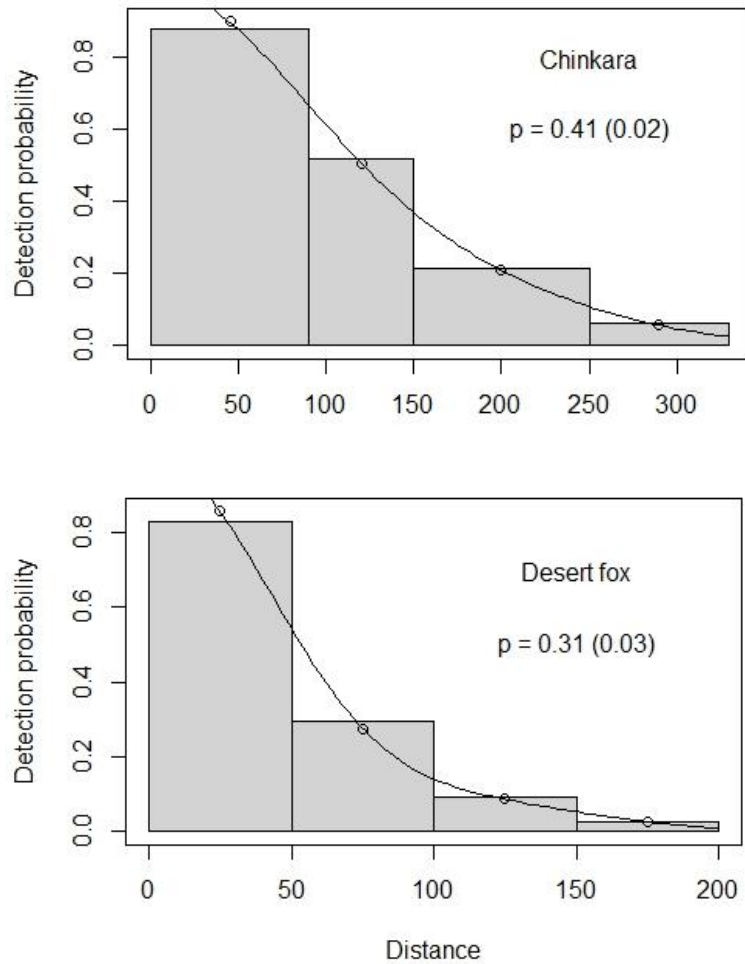 Detection probability
0.8
0.6
0.4
0.2
0.0
Chinkara
p = 0.41 (0.02)
0 50 100 150 200 250 300
Detection probability
0.8
0.6
0.4
0.2
0.0
Desert fox
p = 0.31 (0.03)
0 50 100 150 200
Distance